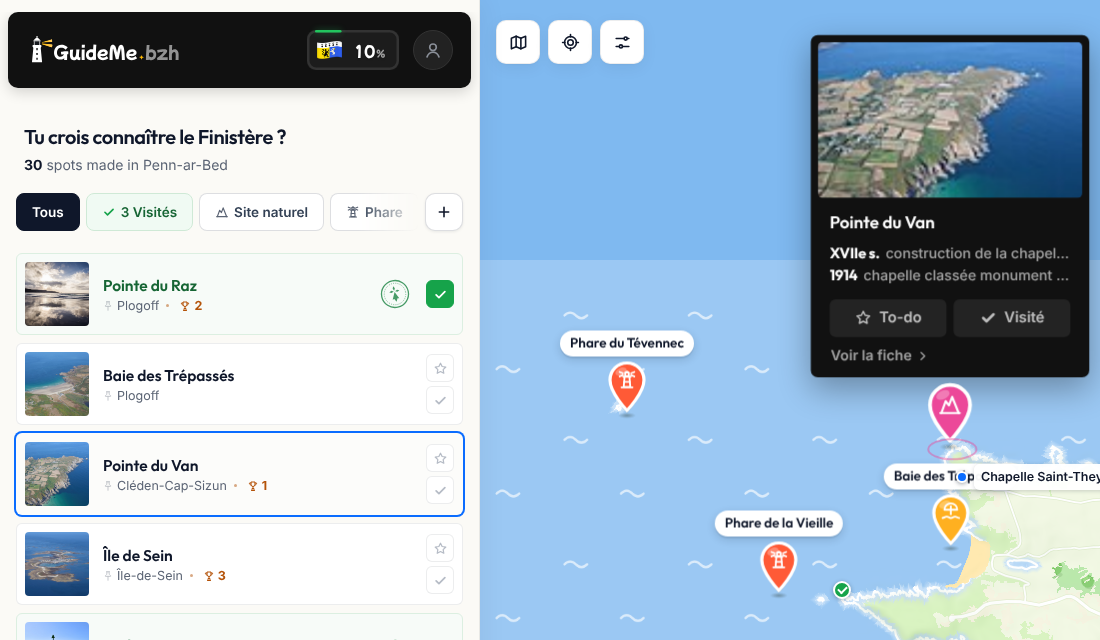 GuideMe.bzh
10%
Tu crois connaître le Finistère ?
30 spots made in Penn-ar-Bed
Tous
3 Visités
Site naturel
Phare
Pointe du Raz
Plogoff • 2
Baie des Trépassés
Plogoff
Pointe du Van
Cléden-Cap-Sizun • 1
Île de Sein
Île-de-Sein • 3
Pointe du Van
XVIIe s. construction de la chapel...
1914 chapelle classée monument ...
To-do
Visité
Voir la fiche
Phare du Tévennec
Baie des Trép
Chapelle Saint-They
Phare de la Vieille